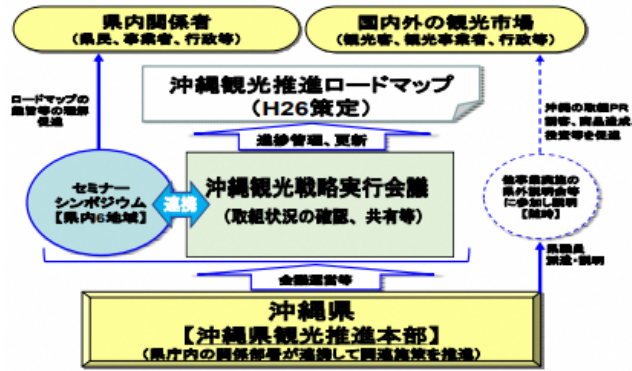 県内関係者
(県民、事業者、行政等)
国内外の観光市場
(観光客、観光事業者、行政等)
沖縄観光推進ロードマップ
(H26策定)
ロードマップの
趣旨等の理解
促進
沖縄の取組PR
誘客、商品造成、
投資等を促進
進捗管理、更新
セミナー
シンポジウム
【県内6地域】
連携
沖縄観光戦略実行会議
(取組状況の確認、共有等)
他事業実施の
県外説明会等
に参加し説明
【随時】
県職員
派遣・説明
会議運営等
沖縄県
【沖縄県観光推進本部】
(県庁内の関係部署が連携して関連施策を推進)